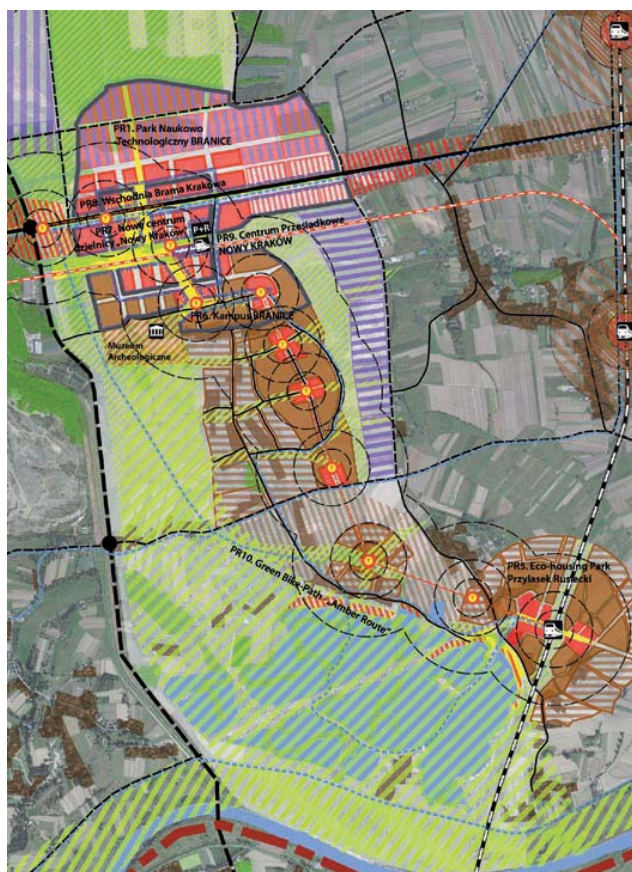 PR1. Park Naukowo
-Technologiczny BRANICE
PR8. Wschodnia Brama Krakowa
PR7. Nowe centrum
dzielnicy „Nowy Kraków"
P+R
PR9. Centrum Przesiadkowe
NOWY KRAKÓW
PR6. Kampus BRANICE
Muzeum
Archeologiczne
PR5. Eco-housing Park
Przylasek Rusiecki
PR10. Green Bike-Path - "Amber Route"